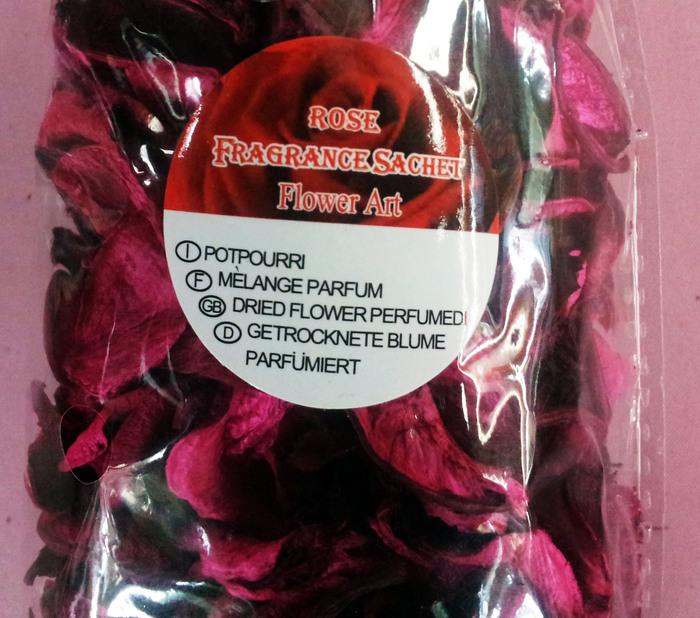 ROSE
FRAGRANCE SACHET
Flower Art
I POTPOURRI
F MÈLANGE PARFUM
GB DRIED FLOWER PERFUMED
D GETROCKNETE BLUME
PARFÜMIERT